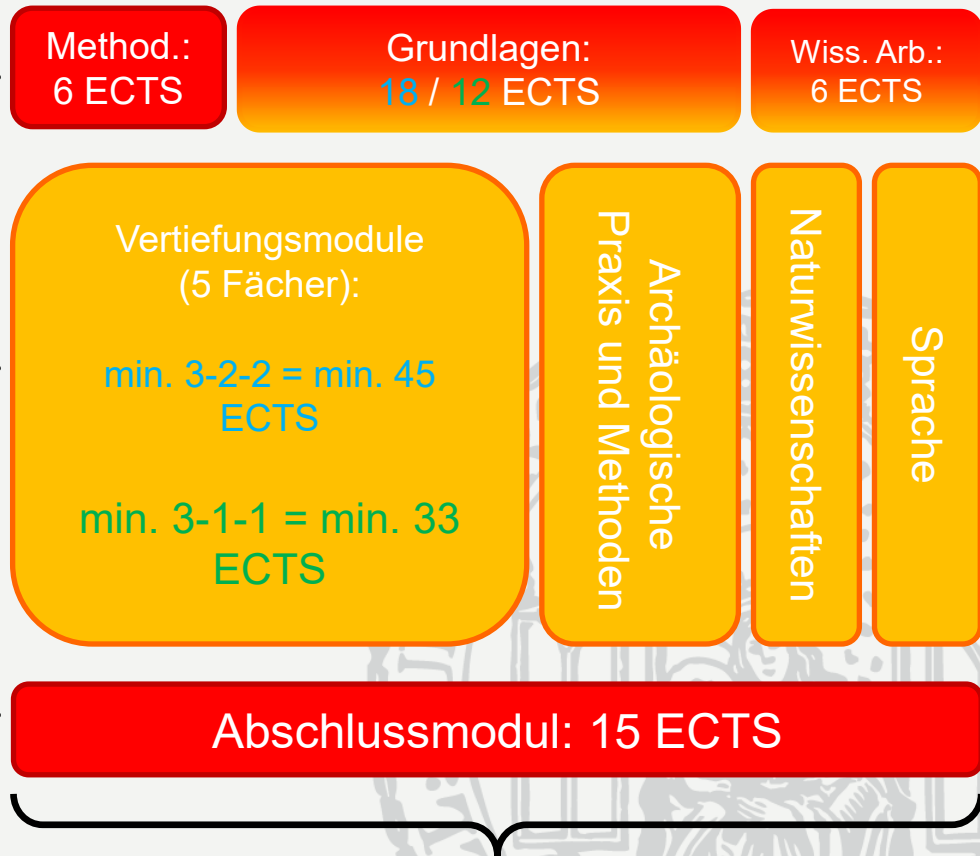 Method.:
6 ECTS
Grundlagen:
18 / 12 ECTS
Wiss. Arb.:
6 ECTS
Vertiefungsmodule
(5 Fächer):
min. 3-2-2 = min. 45
ECTS
min. 3-1-1 = min. 33
ECTS
Archäologische
Praxis und Methoden
Naturwissenschaften
Sprache
Abschlussmodul: 15 ECTS